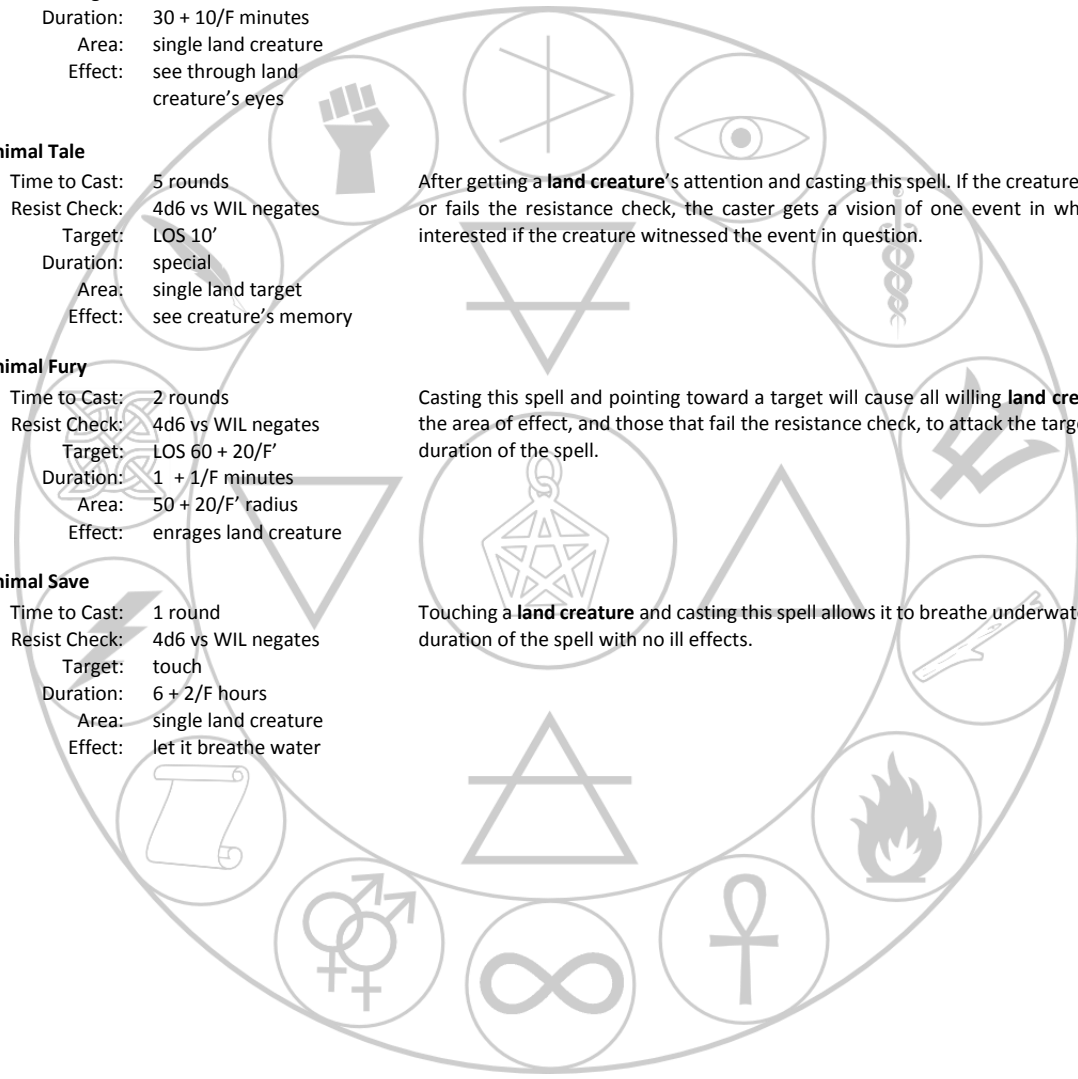 Duration: 30 + 10/F minutes
Area: single land creature
Effect: see through land
creature's eyes
nimal Tale
Time to Cast: 5 rounds
Resist Check: 4d6 vs WIL negates
Target: LOS 10'
Duration: special
Area: single land target
Effect: see creature's memory
After getting a land creature's attention and casting this spell. If the creature
or fails the resistance check, the caster gets a vision of one event in wh
interested if the creature witnessed the event in question.
nimal Fury
Time to Cast: 2 rounds
Resist Check: 4d6 vs WIL negates
Target: LOS 60 + 20/F'
Duration: 1 + 1/F minutes
Area: 50 + 20/F' radius
Effect: enrages land creature
Casting this spell and pointing toward a target will cause all willing land cre
the area of effect, and those that fail the resistance check, to attack the targe
duration of the spell.
nimal Save
Time to Cast: 1 round
Resist Check: 4d6 vs WIL negates
Target: touch
Duration: 6 + 2/F hours
Area: single land creature
Effect: let it breathe water
Touching a land creature and casting this spell allows it to breathe underwate
duration of the spell with no ill effects.